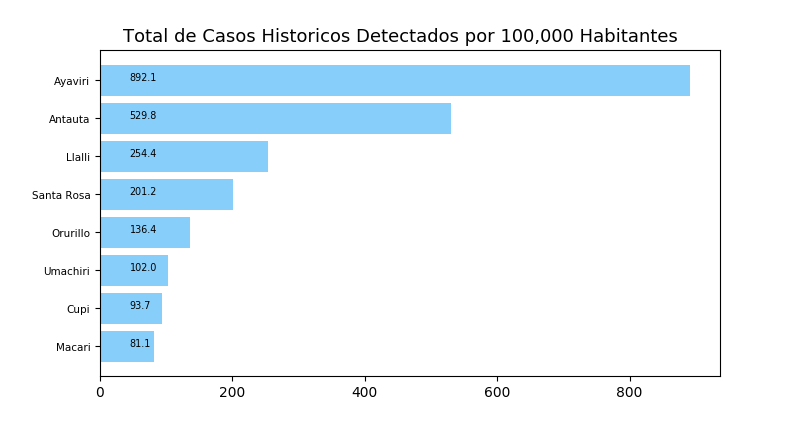 Total de Casos Historicos Detectados por 100,000 Habitantes
Ayaviri 892.1
Antauta 529.8
Llalli 254.4
Santa Rosa 201.2
Orurillo 136.4
Umachiri 102.0
Cupi 93.7
Macari 81.1
0 200 400 600 800